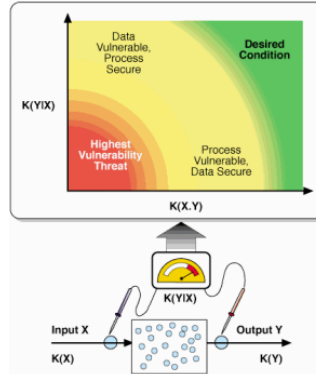 Data
Vulnerable,
Process
Secure
Desired
Condition
K(Y|X)
Highest
Vulnerability
Threat
Process
Vulnerable,
Data Secure
K(X.Y)
K(Y|X)
Input X
Output Y
K(X)
K(Y)